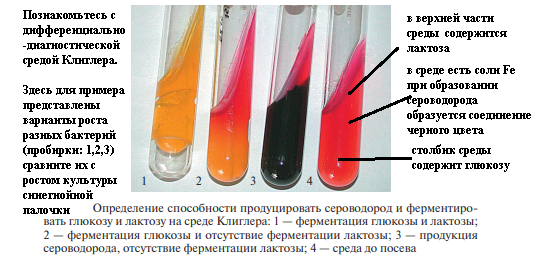 Познакомьтесь с
дифференциально
-диагностической
средой Клиглера.
Здесь для примера
представлены
варианты роста
разных бактерий
(пробирки: 1,2,3)
сравните их с
ростом культуры
синегнойной
палочки
в верхней части
среды содержится
лактоза
в среде есть соли Fe
при образовании
сероводорода
образуется соединение
черного цвета
столбик среды
содержит глюкозу
1 2 3 4
Определение способности продуцировать сероводород и ферментиро-
вать глюкозу и лактозу на среде Клиглера: 1 — ферментация глюкозы и лактозы;
2 — ферментация глюкозы и отсутствие ферментации лактозы; 3 — продукция
сероводорода, отсутствие ферментации лактозы; 4 — среда до посева